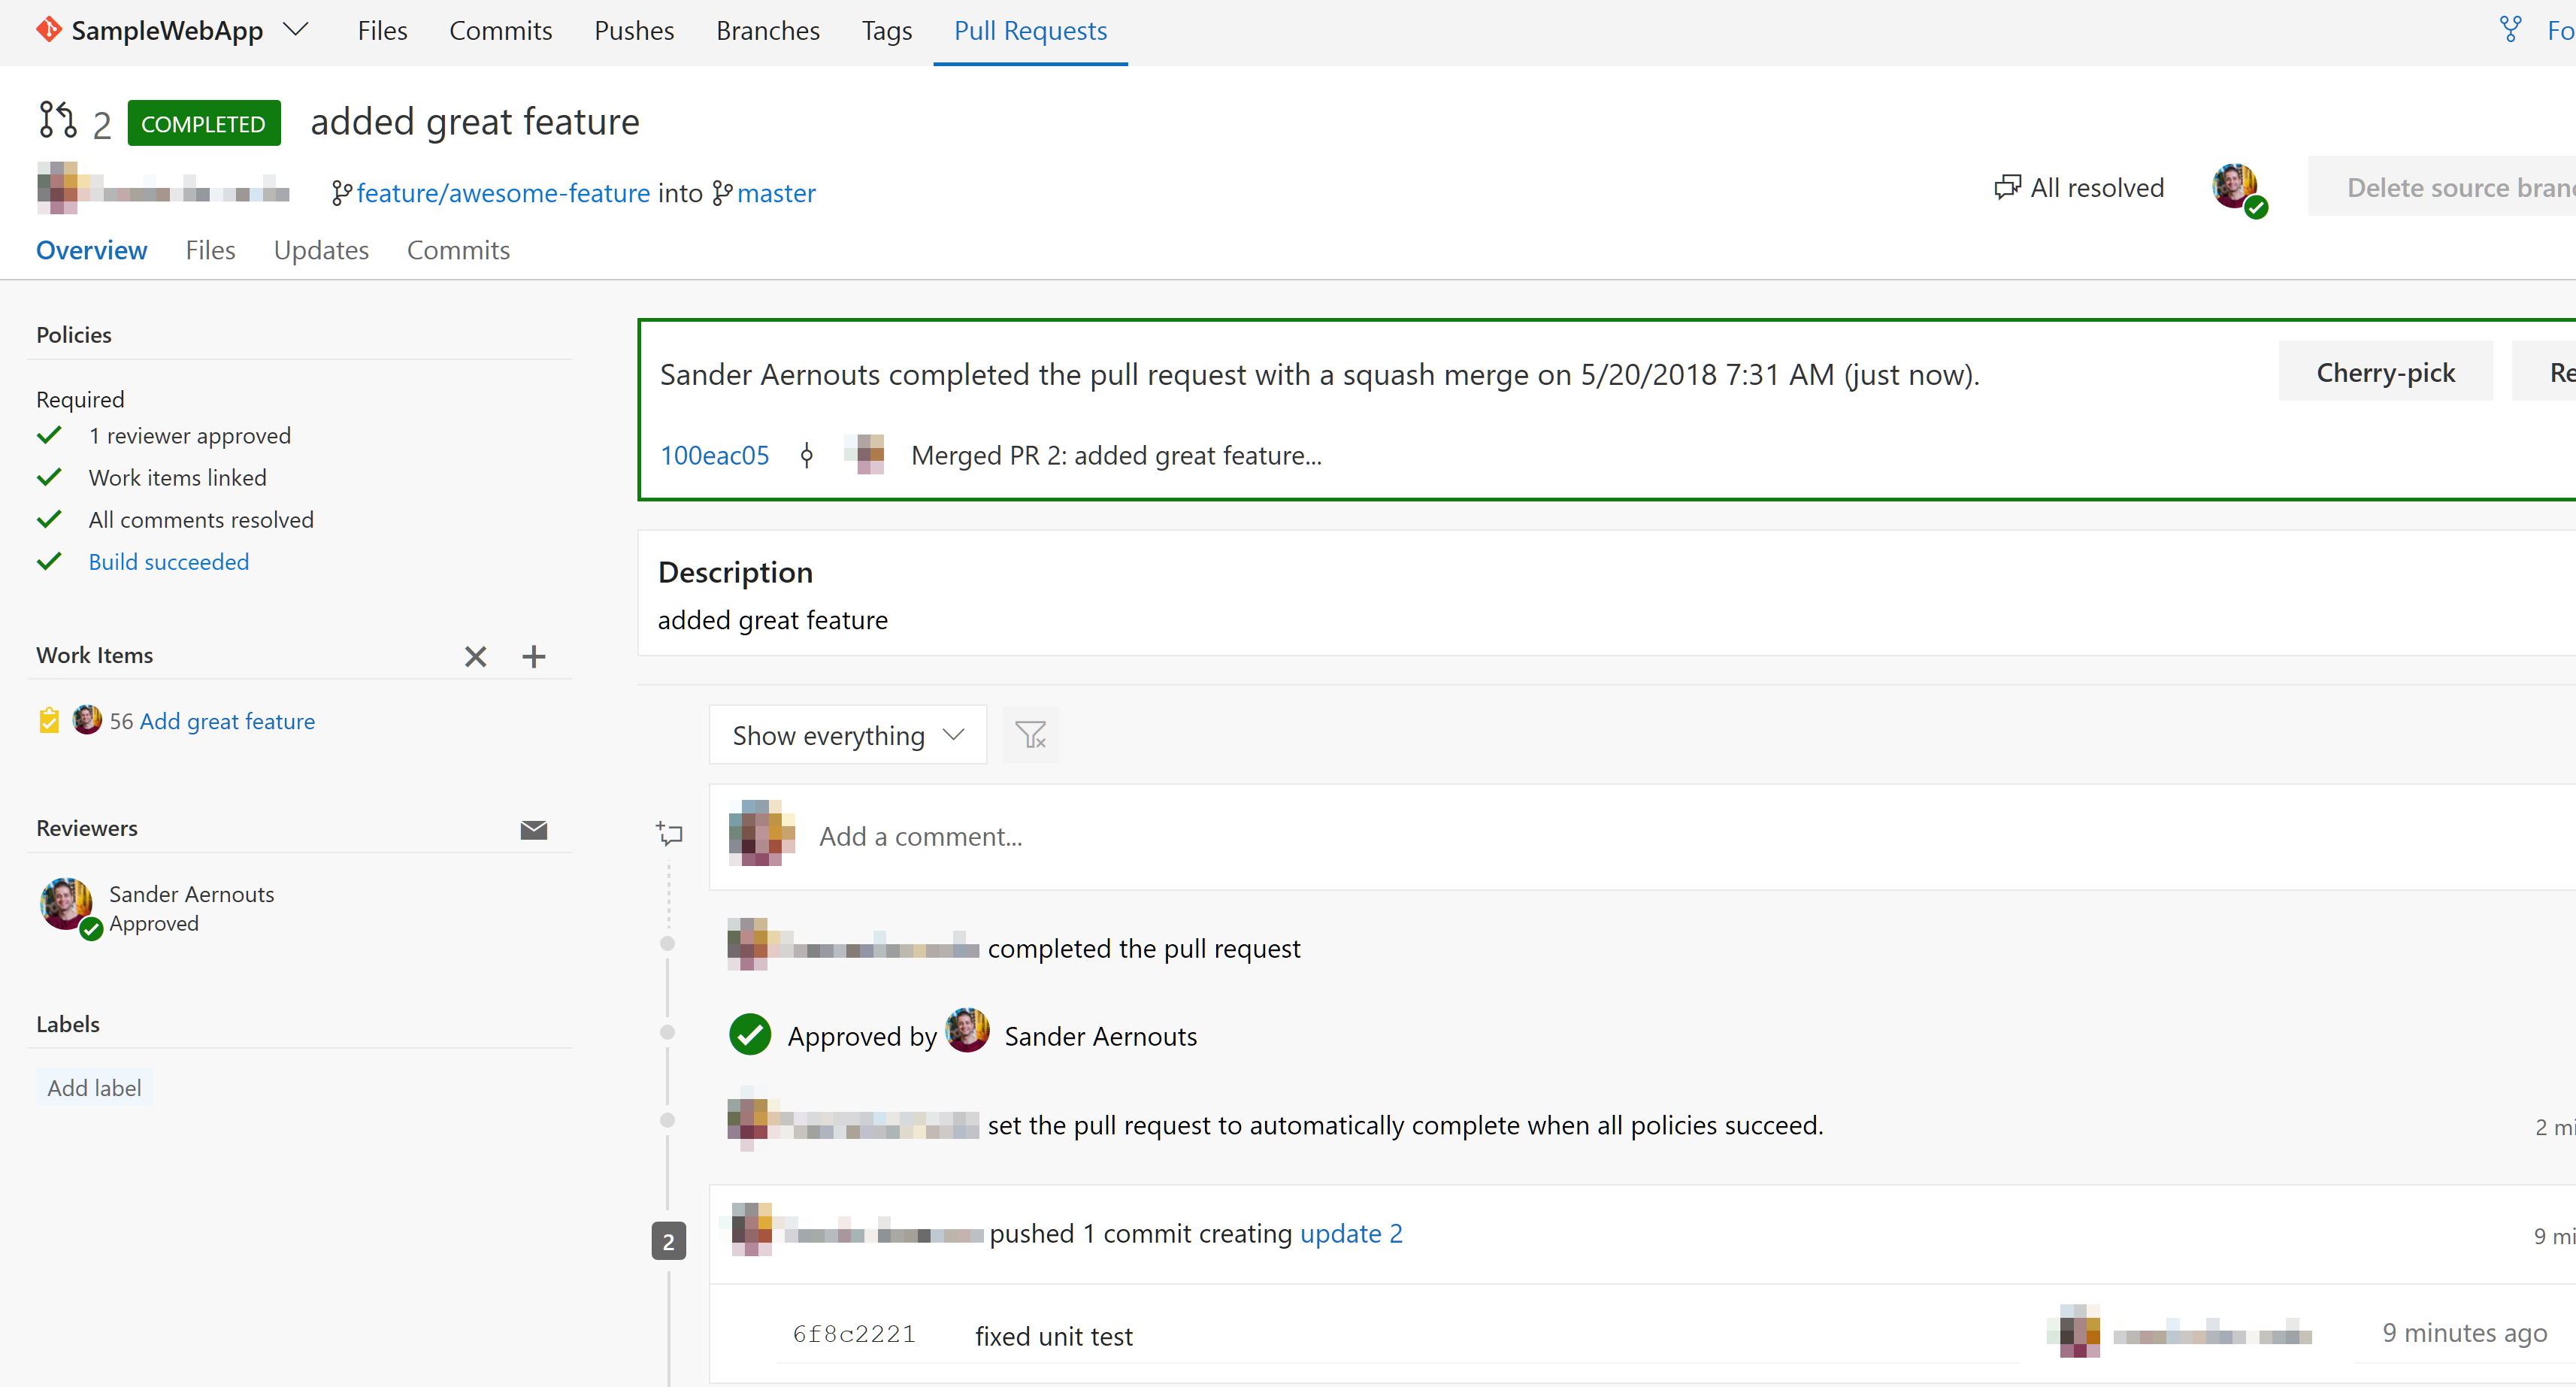 SampleWebApp Files Commits Pushes Branches Tags Pull Requests
2 COMPLETED added great feature
feature/awesome-feature into master All resolved Delete source
Overview Files Updates Commits
Policies
Required
1 reviewer approved
Work items linked
All comments resolved
Build succeeded
Work Items
56 Add great feature
Reviewers
Sander Aernouts
Approved
Labels
Add label
Sander Aernouts completed the pull request with a squash merge on 5/20/2018 7:31 AM (just now). Cherry-pick
100eac05 Merged PR 2: added great feature...
Description
added great feature
Show everything
Add a comment...
completed the pull request
Approved by Sander Aernouts
set the pull request to automatically complete when all policies succeed. 2
2 pushed 1 commit creating update 2 9
6f8c2221 fixed unit test 9 minutes ago